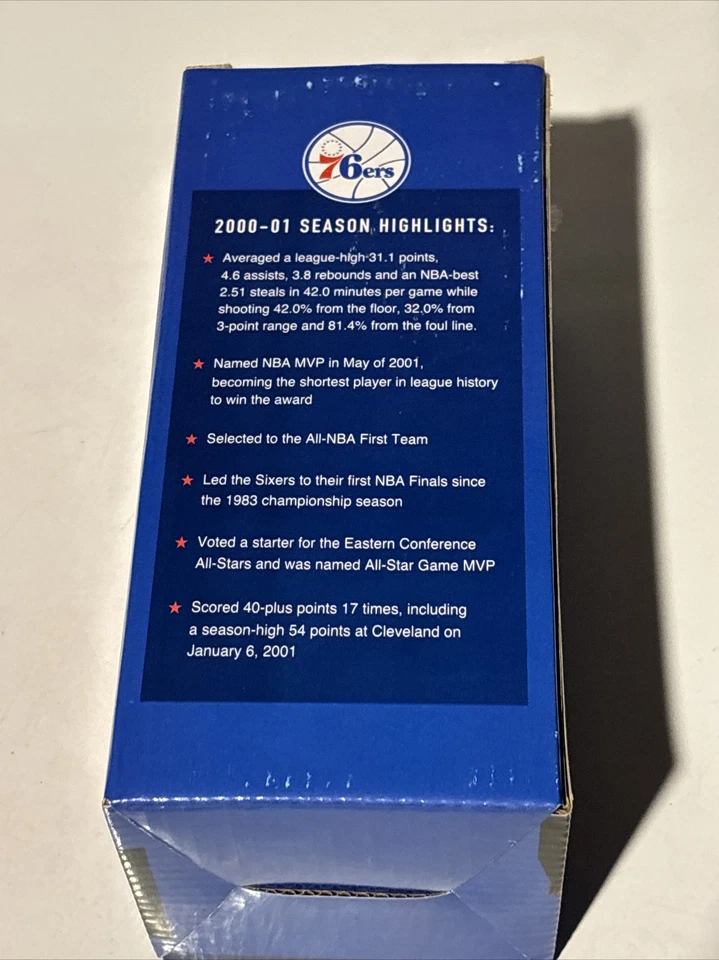 76ers
2000-01 SEASON HIGHLIGHTS:
Averaged a league-high 31.1 points,
4.6 assists, 3.8 rebounds and an NBA-best
2.51 steals in 42.0 minutes per game while
shooting 42.0% from the floor, 32.0% from
3-point range and 81.4% from the foul line.
Named NBA MVP in May of 2001,
becoming the shortest player in league history
to win the award
Selected to the All-NBA First Team
Led the Sixers to their first NBA Finals since
the 1983 championship season
Voted a starter for the Eastern Conference
All-Stars and was named All-Star Game MVP
Scored 40-plus points 17 times, including
a season-high 54 points at Cleveland on
January 6, 2001